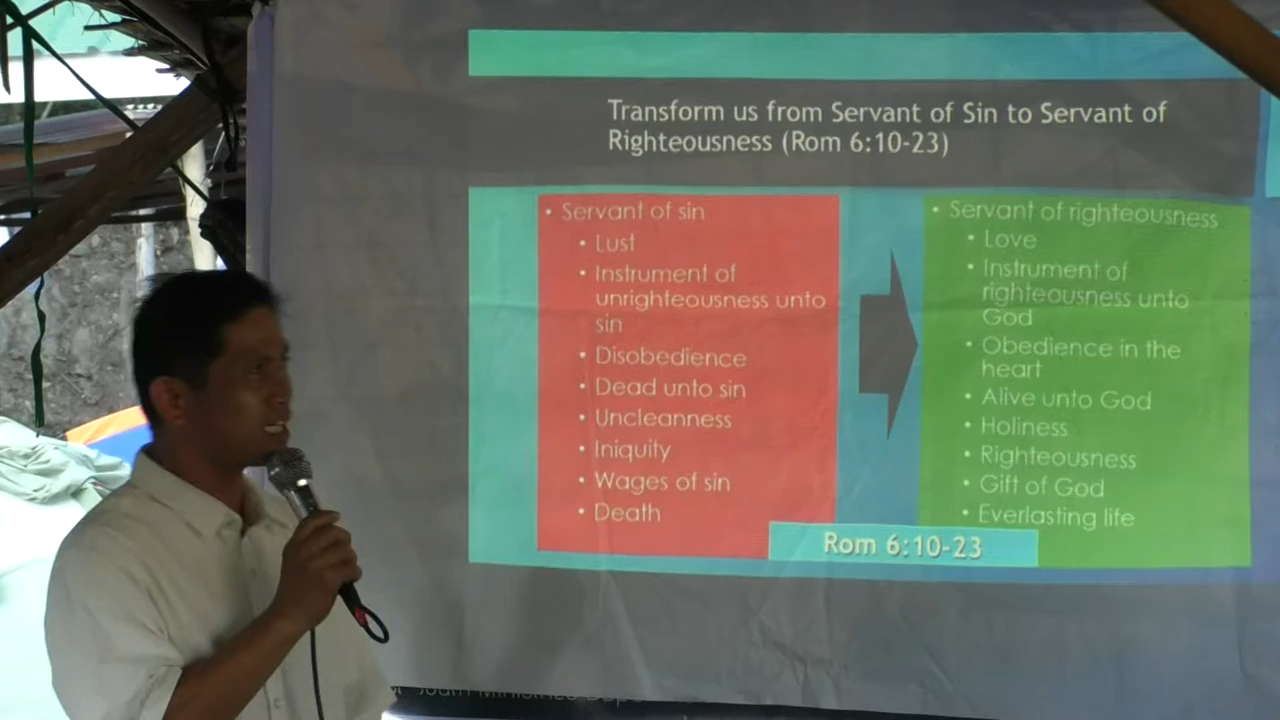 Transform us from Servant of Sin to Servant of
Righteousness (Rom 6:10-23)
• Servant of sin
• Lust
• Instrument of
unrighteousness unto
sin
• Disobedience
• Dead unto sin
• Uncleanness
• Iniquity
• Wages of sin
• Death
• Servant of righteousness
• Love
• Instrument of
righteousness unto
God
• Obedience in the
heart
• Alive unto God
• Holiness
• Righteousness
• Gift of God
• Everlasting life
Rom 6:10-23